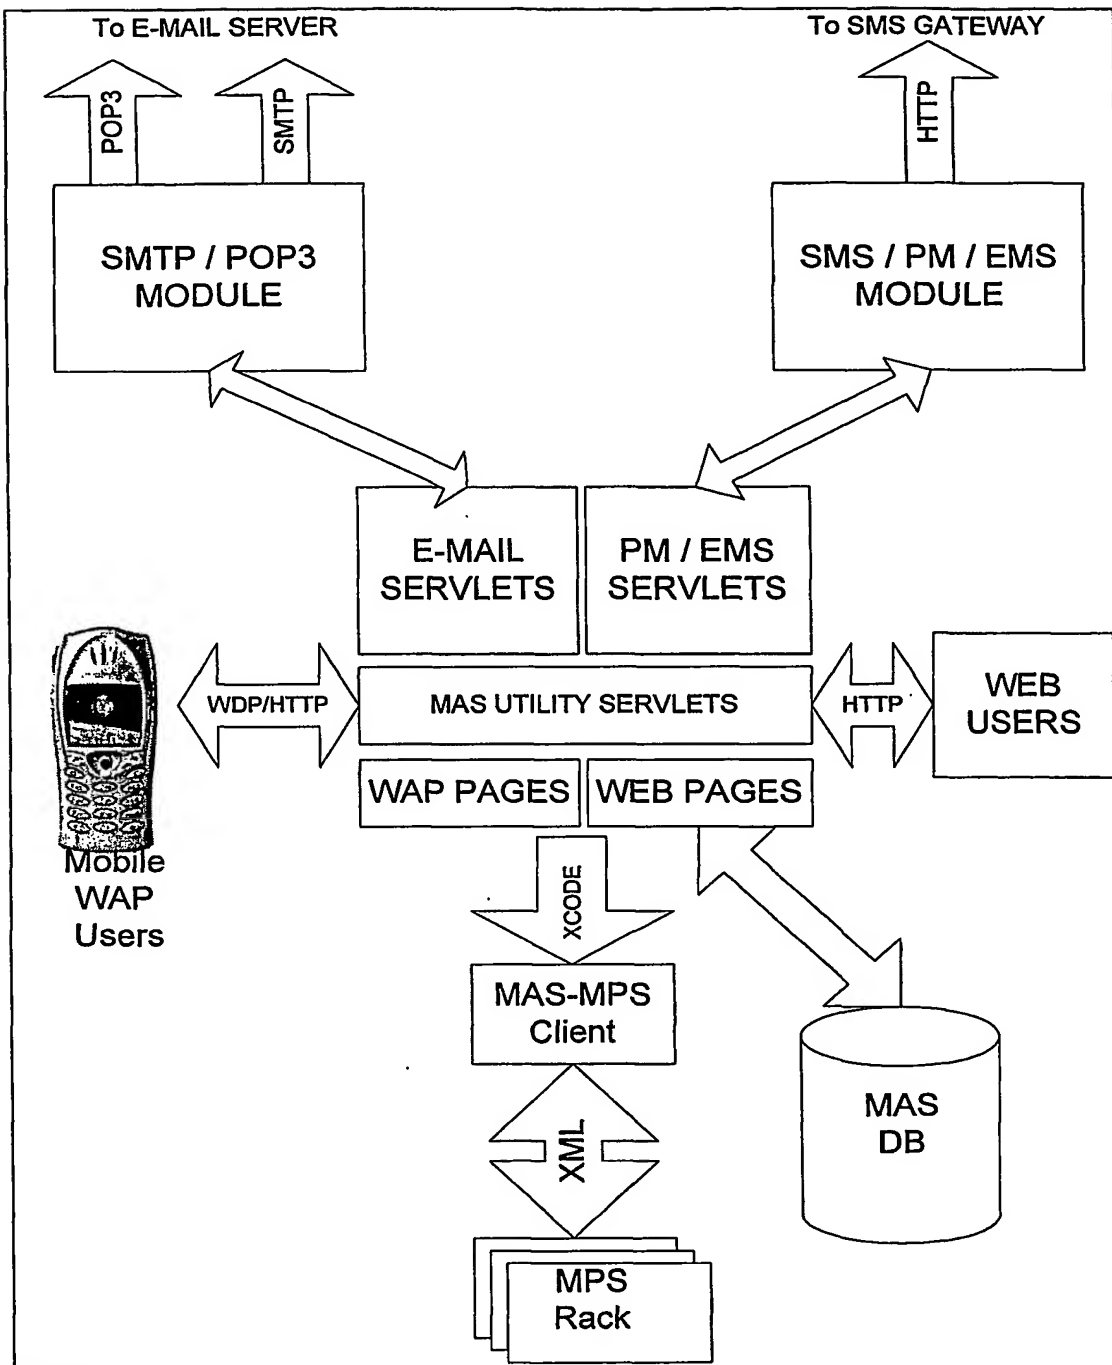 To E-MAIL SERVER
To SMS GATEWAY
POP3
SMTP
HTTP
SMTP / POP3
MODULE
SMS / PM / EMS
MODULE
E-MAIL
SERVLETS
PM / EMS
SERVLETS
WDP/HTTP
MAS UTILITY SERVLETS
HTTP
WEB
USERS
WAP PAGES
WEB PAGES
Mobile
WAP
Users
XCODE
MAS-MPS
Client
MAS
DB
XML
MPS
Rack